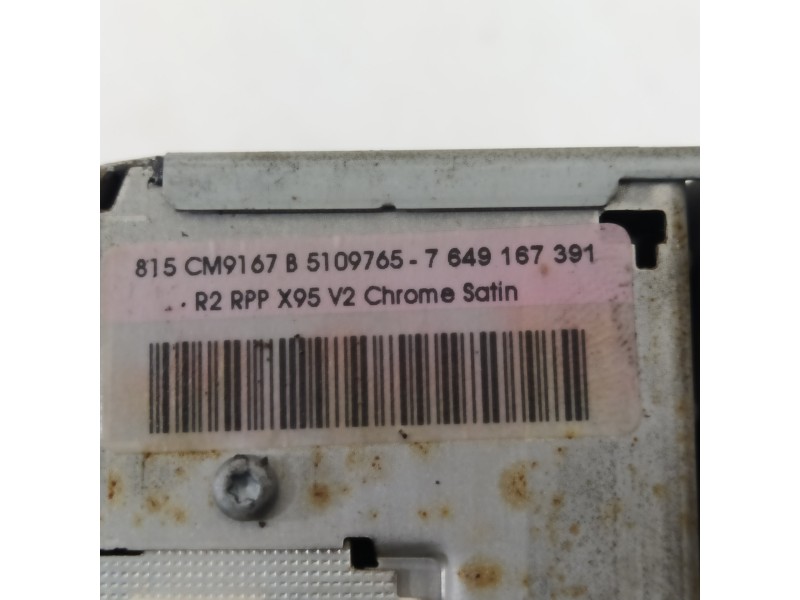 815 CM9167 B 5109765 - 7 649 167 391
R2 RPP X95 V2 Chrome Satin